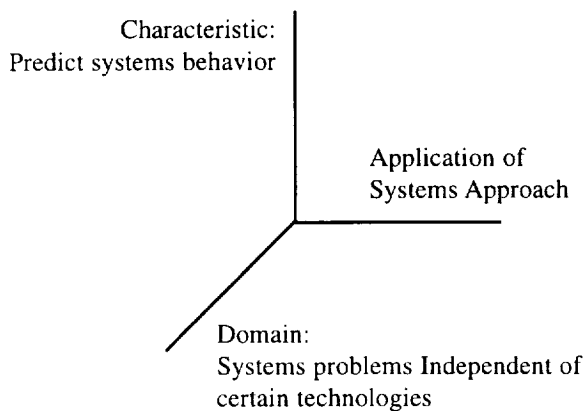 Characteristic:
Predict systems behavior
Application of
Systems Approach
Domain:
Systems problems Independent of
certain technologies